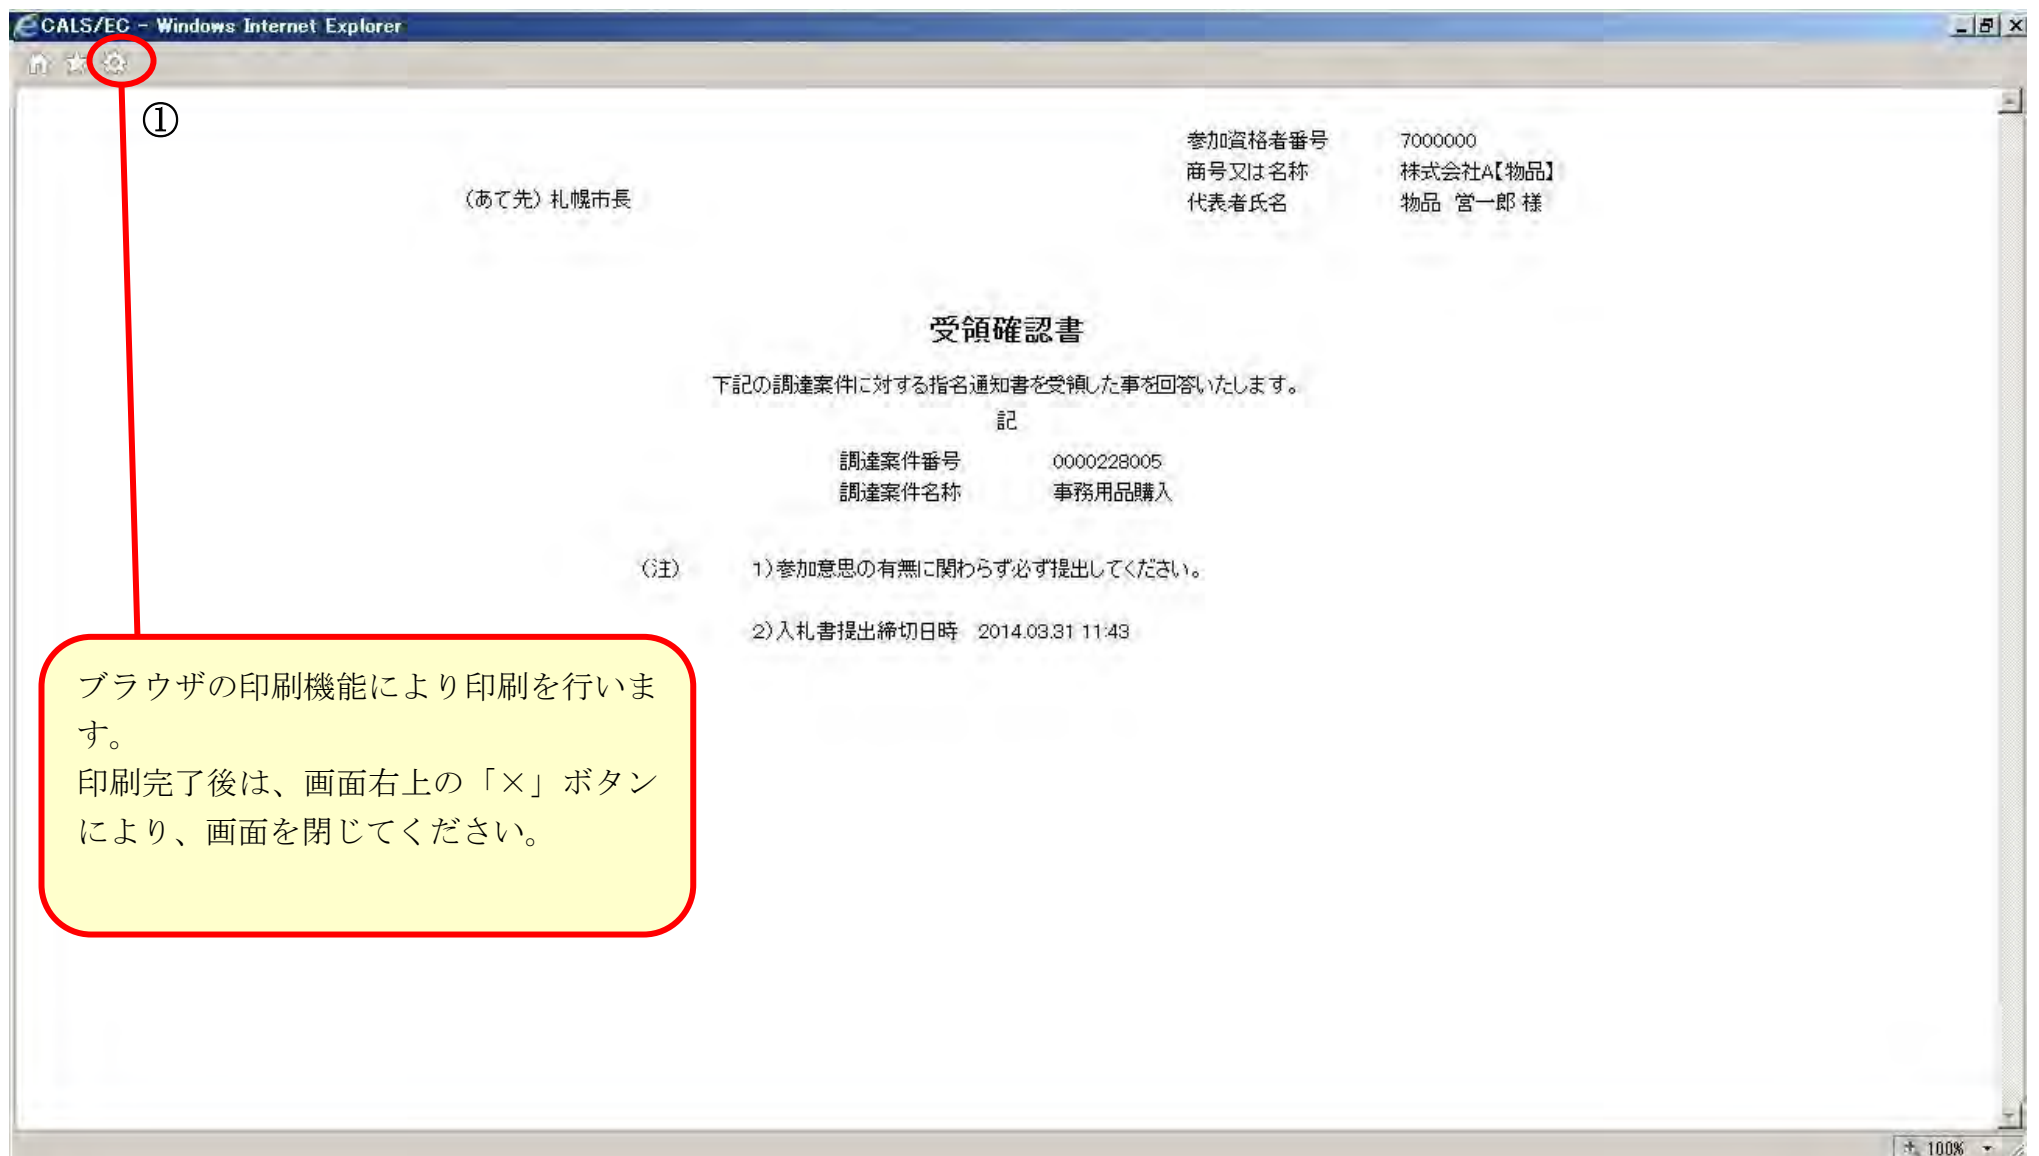 CALS/EC - Windows Internet Explorer
①
参加資格者番号 7000000
商号又は名称 株式会社A【物品】
(あて先)札幌市長
代表者氏名 物品 営一郎 様
受領確認書
下記の調達案件に対する指名通知書を受領した事を回答いたします。
記
調達案件番号 0000228005
調達案件名称 事務用品購入
(注) 1)参加意思の有無に関わらず必ず提出してください。
2)入札書提出締切日時 2014.03.31 11:43
ブラウザの印刷機能により印刷を行いま
す。
印刷完了後は、画面右上の「×」ボタン
により、画面を閉じてください。
100%